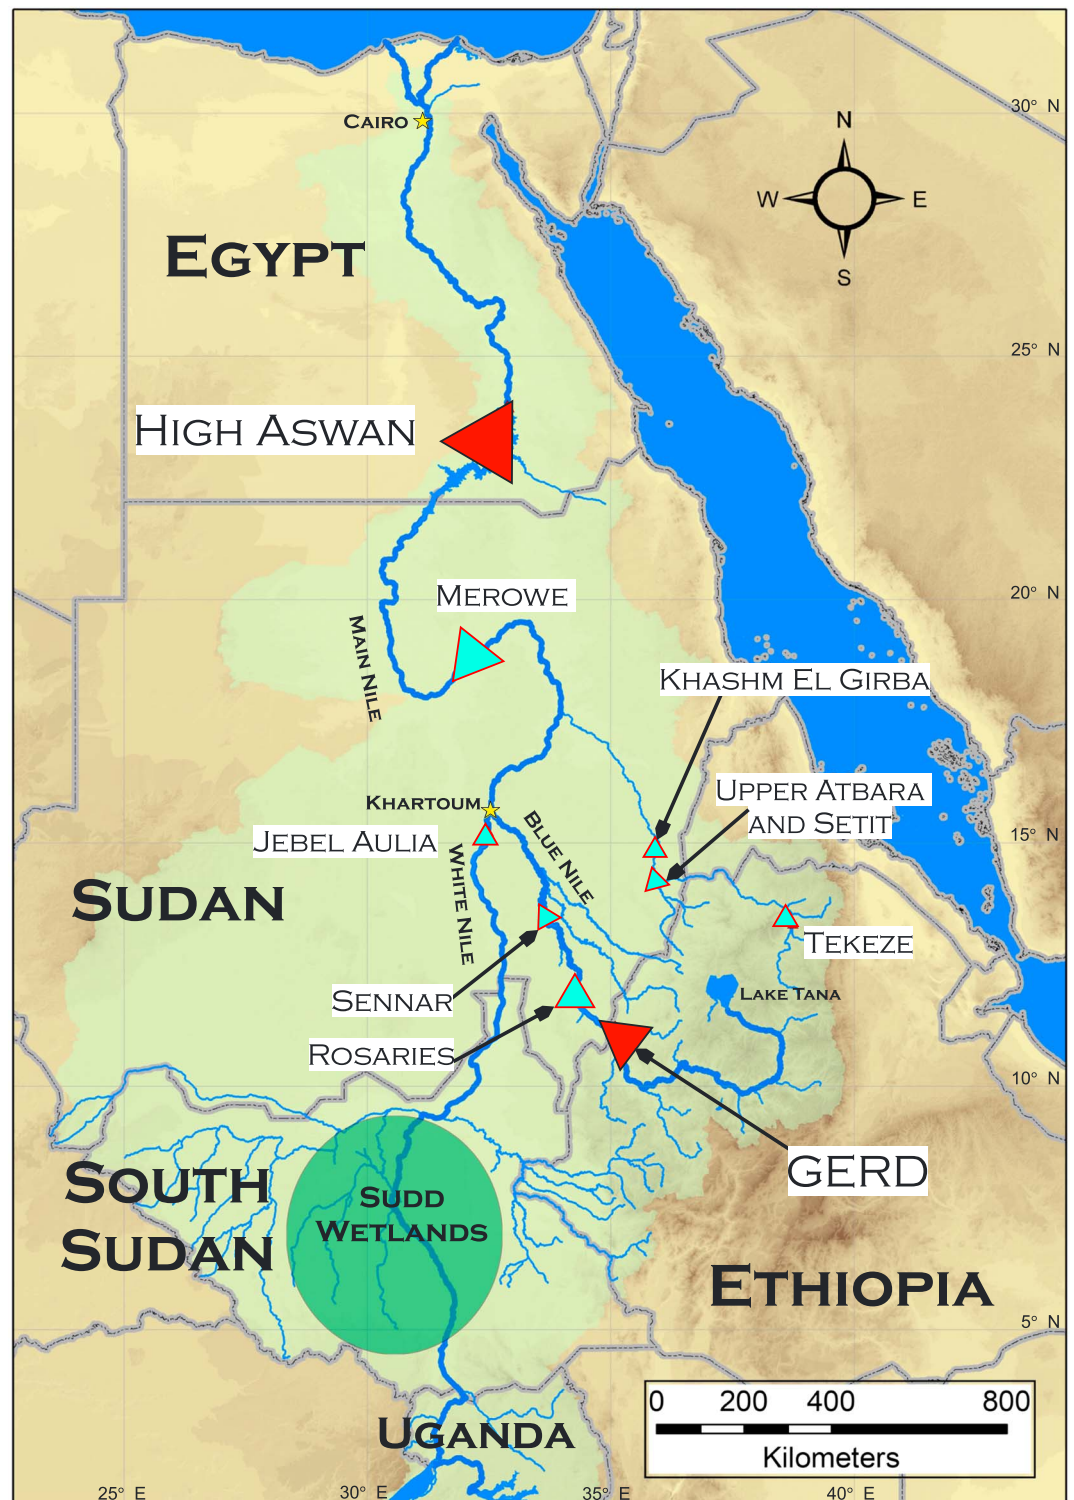 30° N
N
CAIRO
W
E
S
EGYPT
25° N
HIGH ASWAN
20° N
MEROWE
MAIN NILE
KHASHM EL GIRBA
UPPER ATBARA
AND SETIT
KHARTOUM
15° N
JEBEL AULIA
BLUE NILE
WHITE NILE
SUDAN
TEKEZE
SENNAR
LAKE TANA
ROSARIES
10° N
GERD
SOUTH
SUDAN
SUDD
WETLANDS
ETHIOPIA
5° N
0 200 400 800
Kilometers
UGANDA
25° E
30° E
35° E
40° E